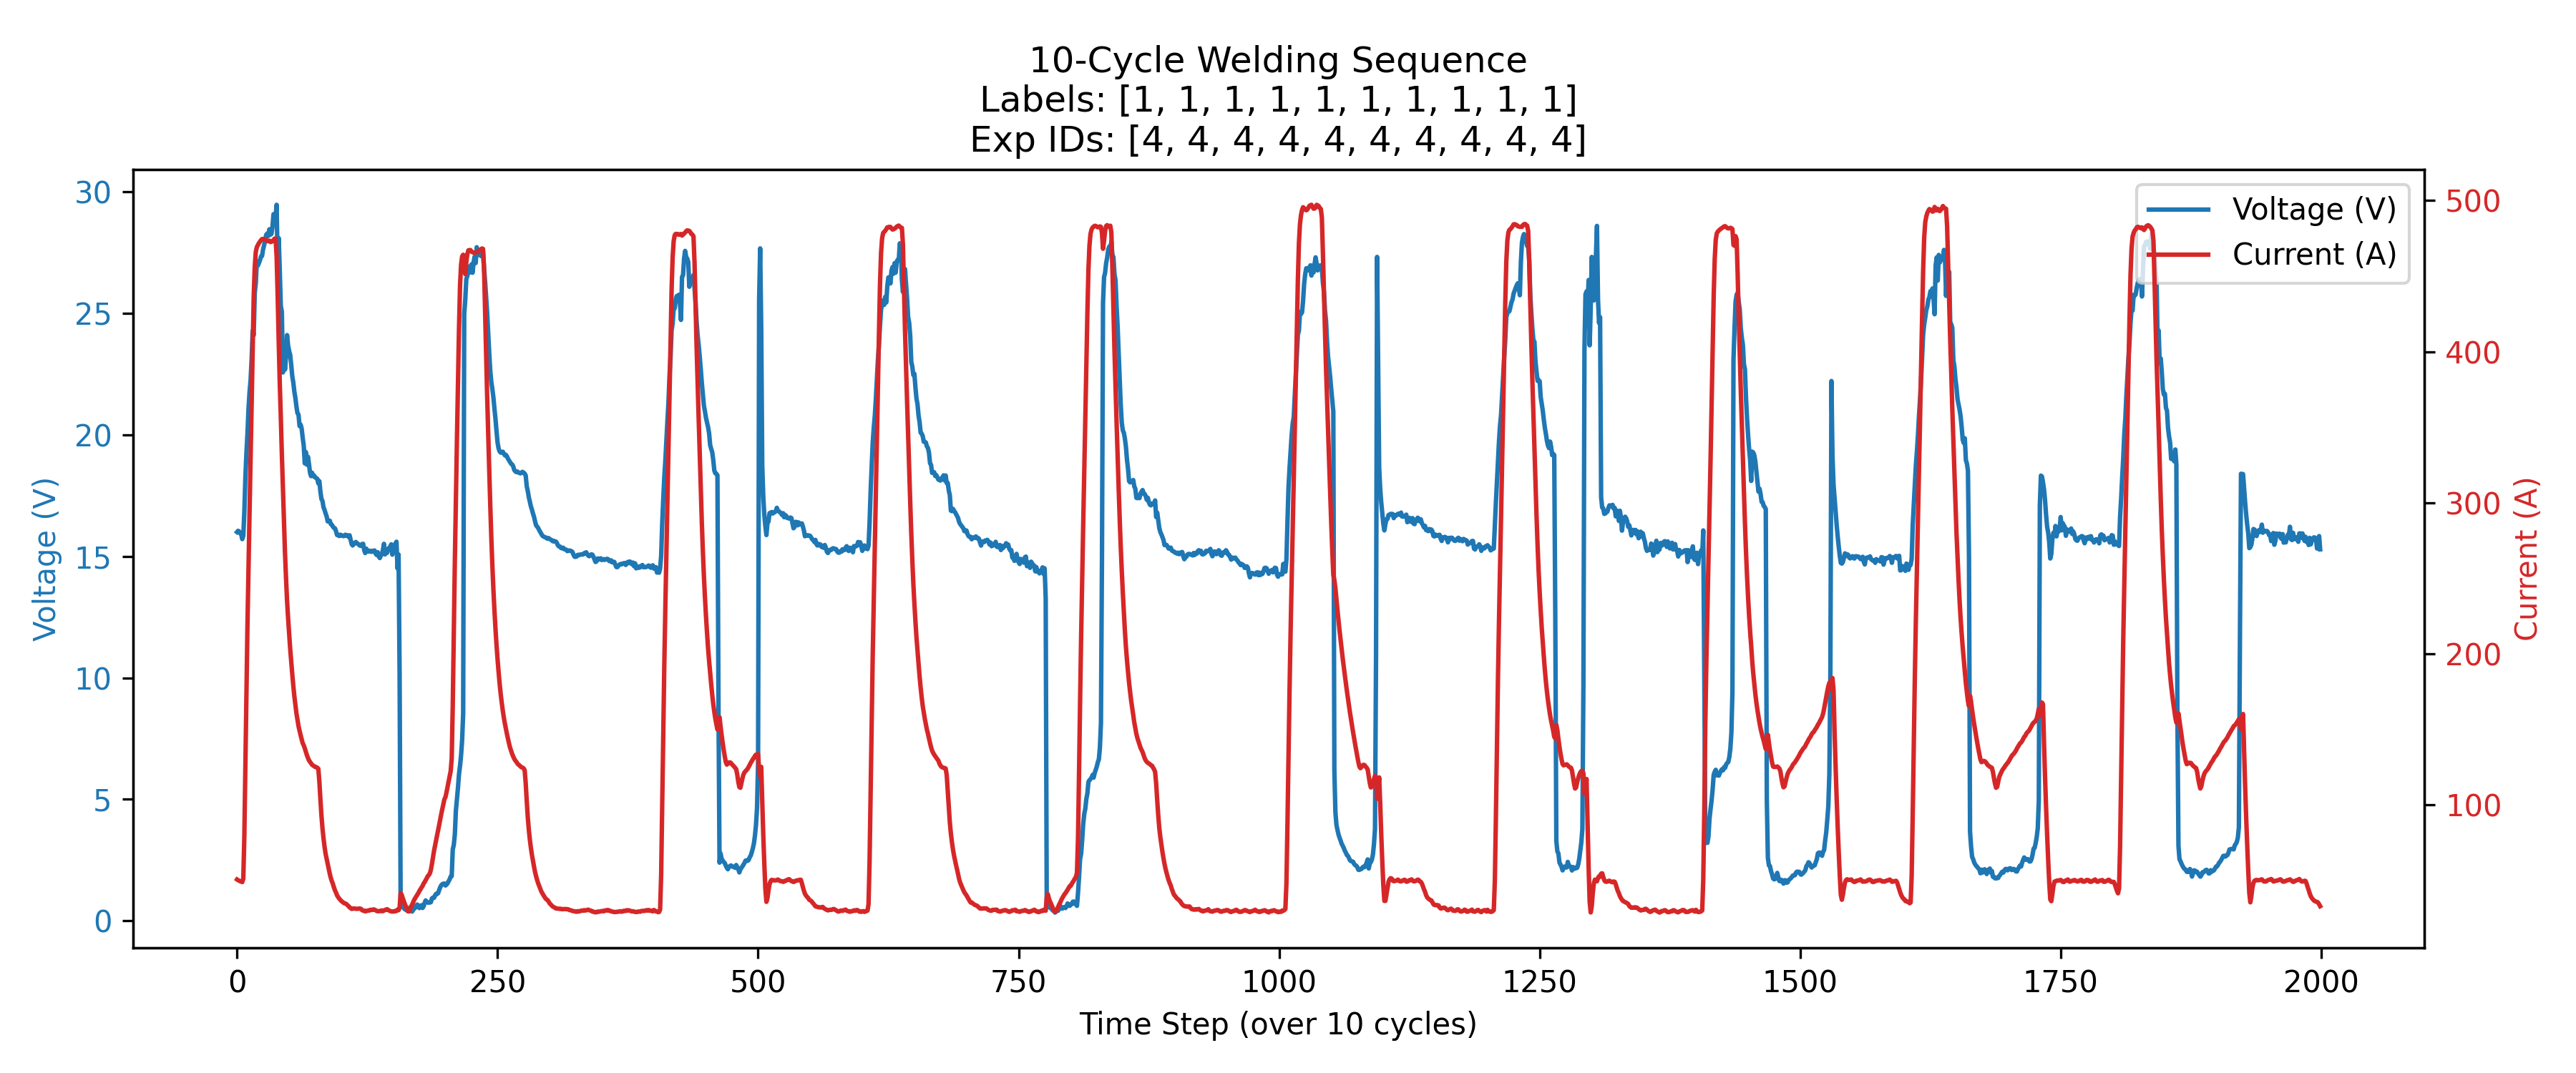 10-Cycle Welding Sequence
Labels: [1, 1, 1, 1, 1, 1, 1, 1, 1, 1]
Exp IDs: [4, 4, 4, 4, 4, 4, 4, 4, 4, 4]
Voltage (V)
Current (A)
30
25
20
15
10
5
0
Voltage (V)
500
400
300
200
100
Current (A)
0
250
500
750
1000
1250
1500
1750
2000
Time Step (over 10 cycles)